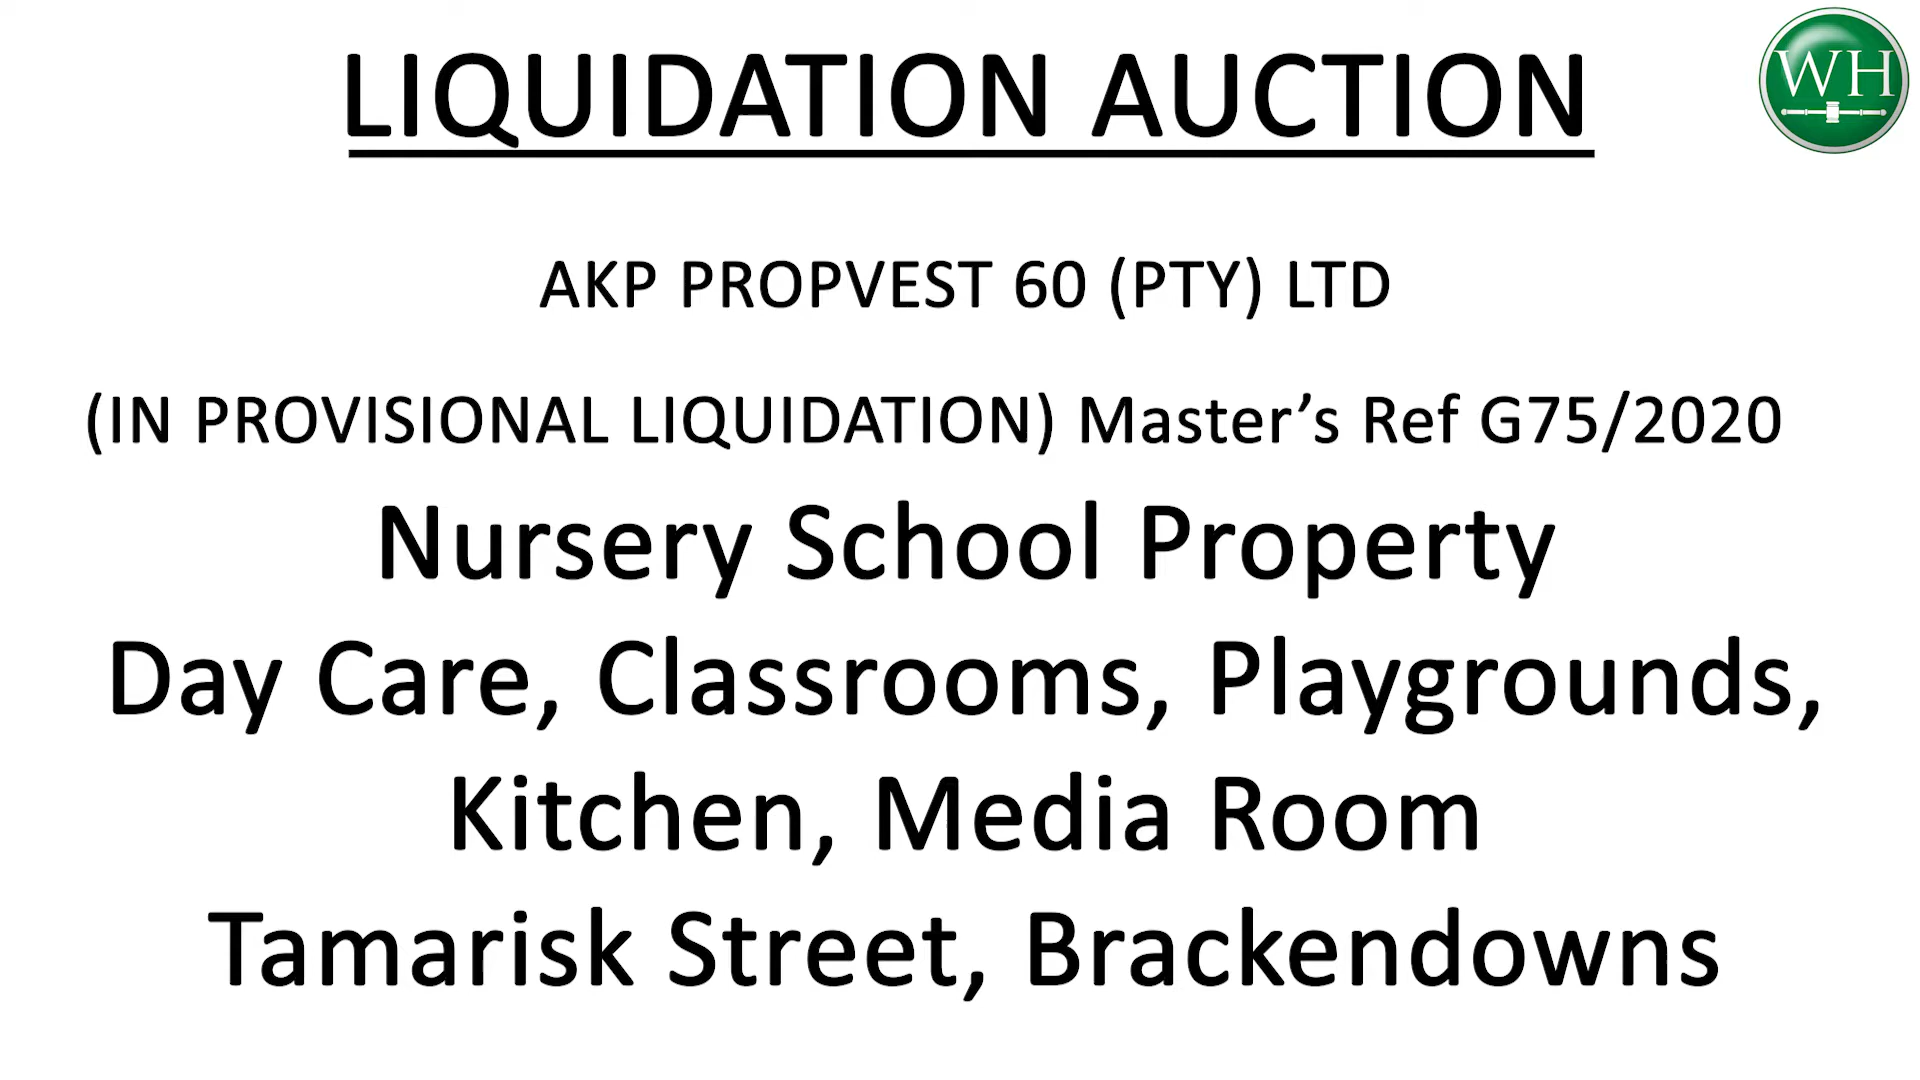 LIQUIDATION AUCTION
WH
AKP PROPVEST 60 (PTY) LTD
(IN PROVISIONAL LIQUIDATION) Master’s Ref G75/2020
Nursery School Property
Day Care, Classrooms, Playgrounds,
Kitchen, Media Room
Tamarisk Street, Brackendowns